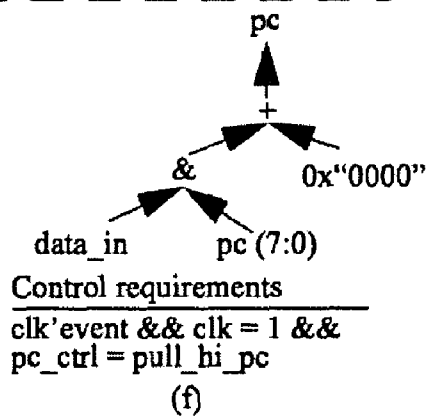 pc
+
& 0x“0000”
data_in pc (7:0)
Control requirements
clk’event && clk = 1 &&
pc_ctrl = pull_hi_pc
(f)